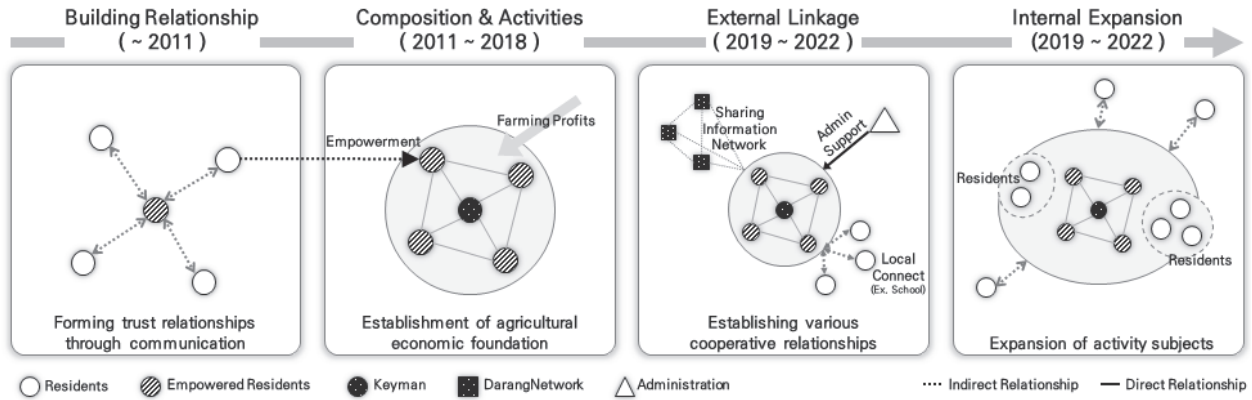 Building Relationship
( ~ 2011 )
Composition & Activities
( 2011 ~ 2018 )
External Linkage
( 2019 ~ 2022 )
Internal Expansion
(2019 ~ 2022 )
Forming trust relationships
through communication
Empowerment
Farming Profits
Establishment of agricultural
economic foundation
Sharing
Information
Network
Admin
Support
Local
Connect
(Ex. School)
Establishing various
cooperative relationships
Residents
Residents
Expansion of activity subjects
Residents
Empowered Residents
Keyman
DarangNetwork
Administration
Indirect Relationship
Direct Relationship